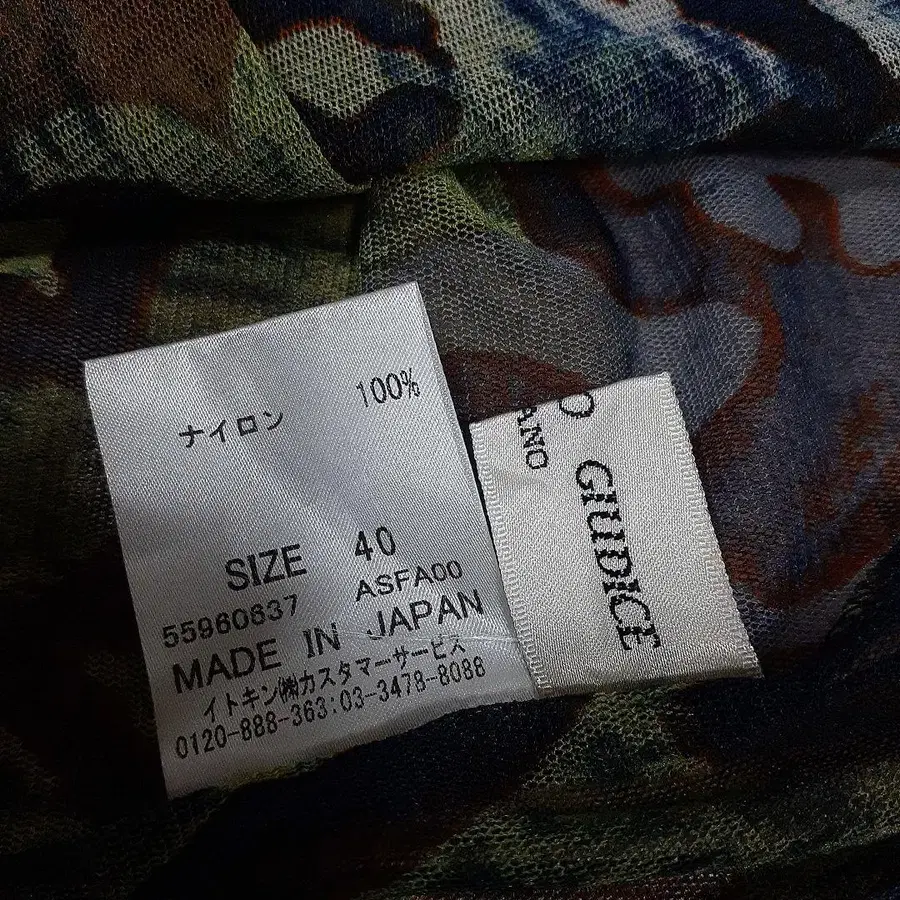 ナイロン 100%
SIZE 40
55960637 ASFA00
MADE IN JAPAN
イトキン㈱カスタマーサービス
0120-888-363:03-3478-8088
O
ANO
GIUDICE